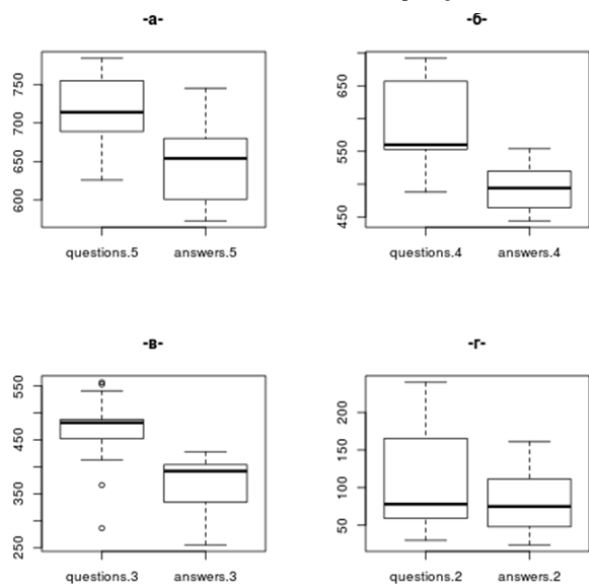 -а-
-б-
750
700
650
600
questions.5 answers.5
650
550
450
questions.4 answers.4
-в-
-г-
550
450
350
250
questions.3 answers.3
200
150
100
50
questions.2 answers.2